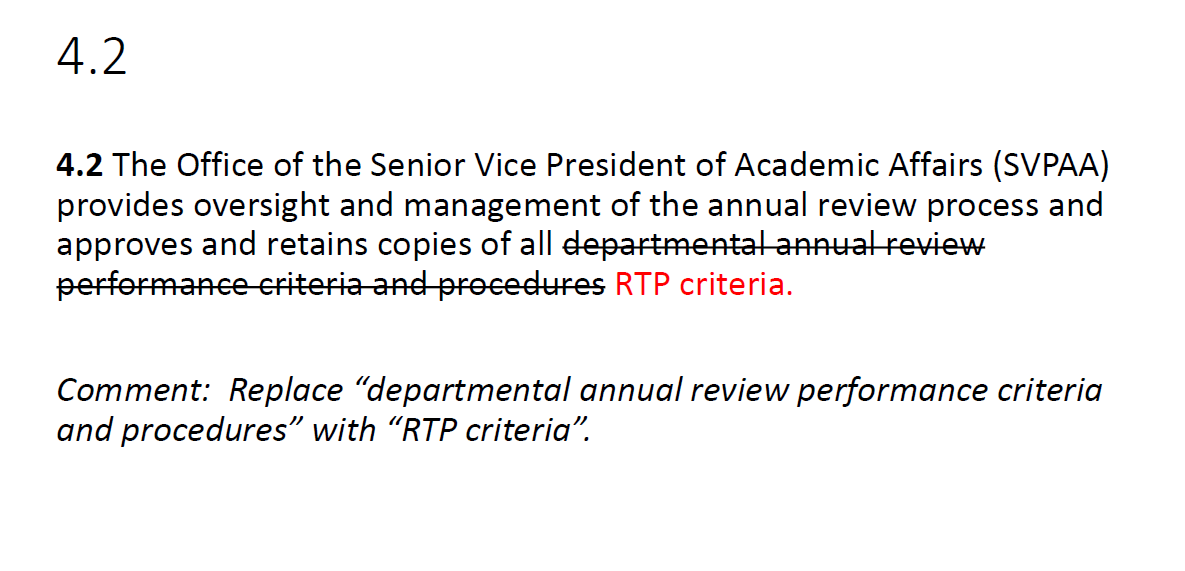 4.2
4.2 The Office of the Senior Vice President of Academic Affairs (SVPAA)
provides oversight and management of the annual review process and
approves and retains copies of all departmental annual review
performance criteria and procedures RTP criteria.
Comment:  Replace “departmental annual review performance criteria
and procedures” with “RTP criteria”.